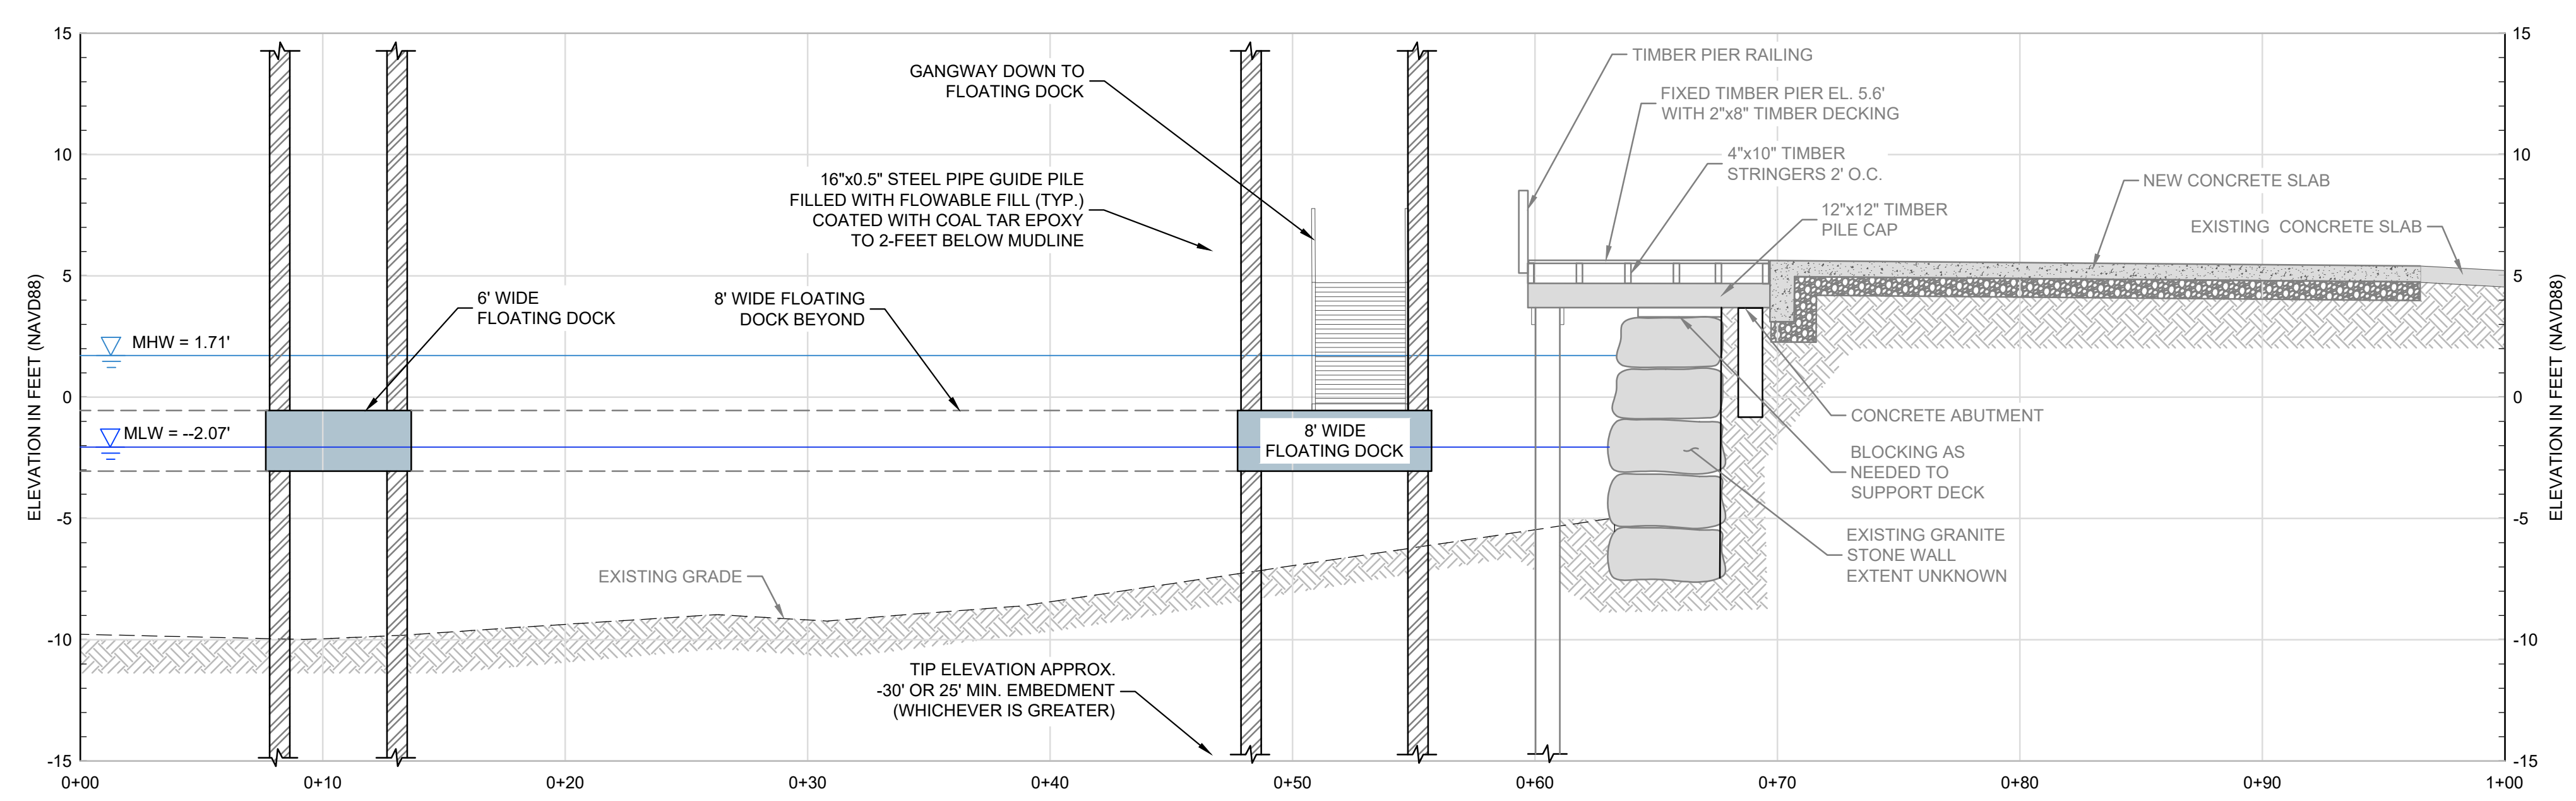 15
10
5
0
-5
-10
-15
ELEVATION IN FEET (NAVD88)
MHW = 1.71'
MLW = --2.07'
6' WIDE
FLOATING DOCK
8' WIDE FLOATING
DOCK BEYOND
GANGWAY DOWN TO
FLOATING DOCK
16"x0.5" STEEL PIPE GUIDE PILE
FILLED WITH FLOWABLE FILL (TYP.)
COATED WITH COAL TAR EPOXY
TO 2-FEET BELOW MUDLINE
8' WIDE
FLOATING DOCK
EXISTING GRADE
TIP ELEVATION APPROX.
-30' OR 25' MIN. EMBEDMENT
(WHICHEVER IS GREATER)
TIMBER PIER RAILING
FIXED TIMBER PIER EL. 5.6'
WITH 2"x8" TIMBER DECKING
4"x10" TIMBER
STRINGERS 2' O.C.
12"x12" TIMBER
PILE CAP
NEW CONCRETE SLAB
EXISTING  CONCRETE SLAB
CONCRETE ABUTMENT
BLOCKING AS
NEEDED TO
SUPPORT DECK
EXISTING GRANITE
STONE WALL
EXTENT UNKNOWN
15
10
5
0
-5
-10
-15
ELEVATION IN FEET (NAVD88)
0+00
0+10
0+20
0+30
0+40
0+50
0+60
0+70
0+80
0+90
1+00